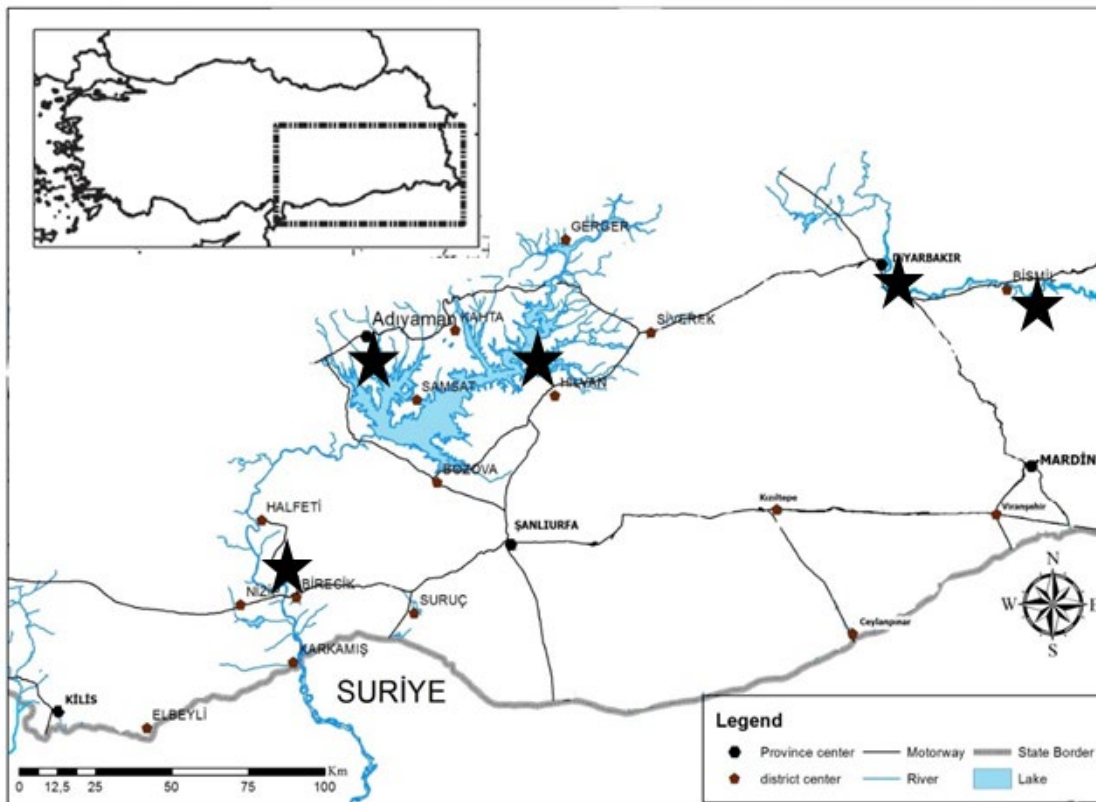 GERGER
DİYARBAKIR
BİSMİL
Adıyaman
KAHTA
SİVEREK
SAMSAT
HİLVAN
BOZOVA
MARDİN
HALFETİ
Kızıltepe
Viranşehir
ŞANLIURFA
BİRECİK
NİZİ
SURUÇ
Ceylanpınar
KARKAMIŞ
SURİYE
KİLİS
ELBEYLİ
N
W
E
S
Km
0 12,5 25 50 75 100
Legend
Province center
Motorway
State Border
district center
River
Lake